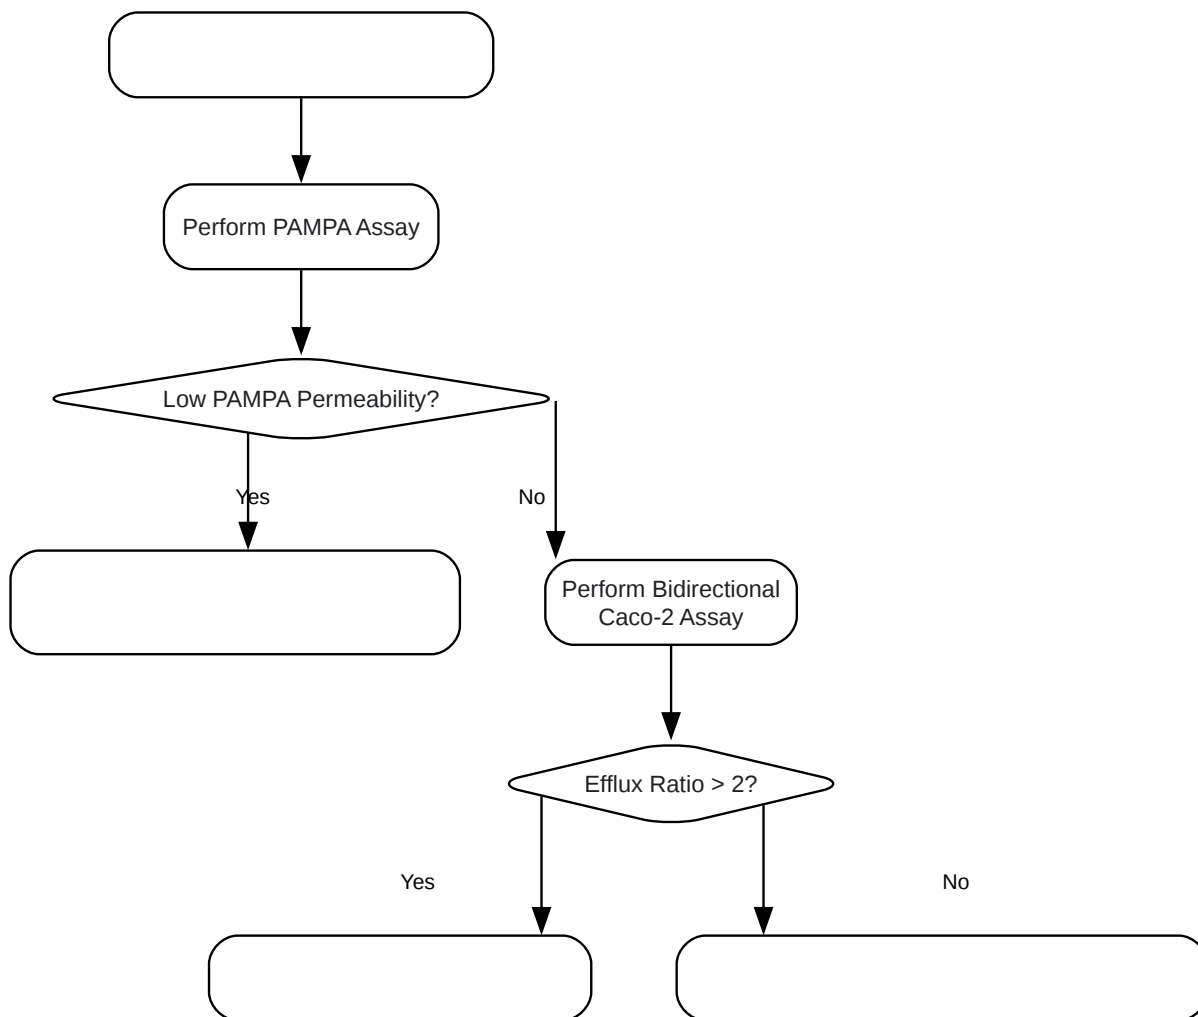 Perform PAMPA Assay
Low PAMPA Permeability?
Yes
No
Perform Bidirectional
Caco-2 Assay
Efflux Ratio > 2?
Yes
No